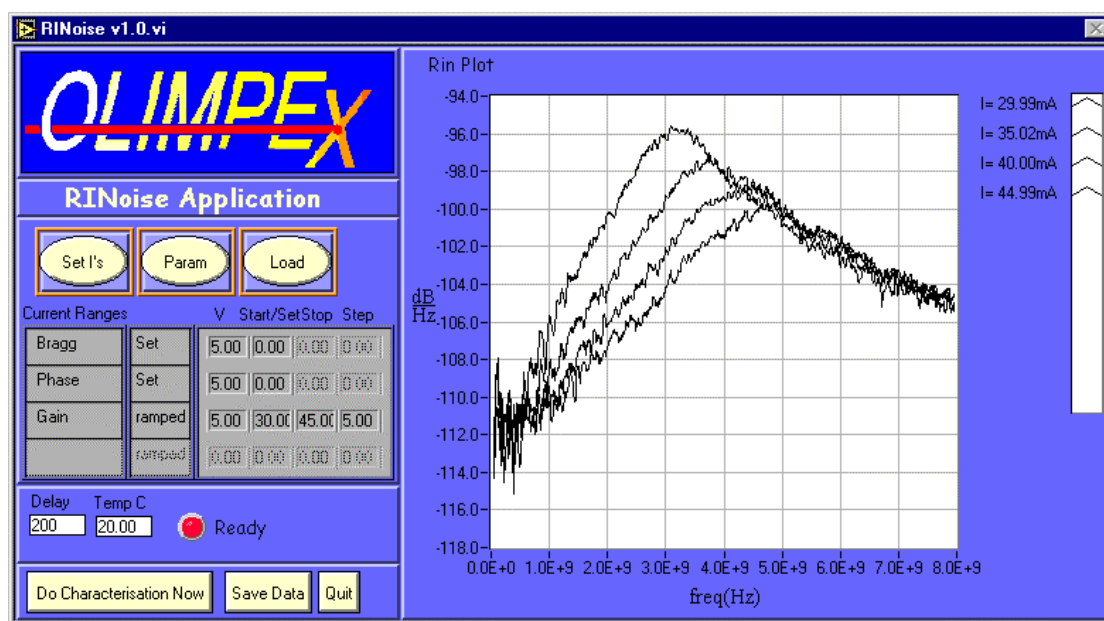 RINoise v1.0.vi
OLIMPEX
RINoise Application
Set I's Param Load
Current Ranges V Start/Set Stop Step
Bragg Set 5.00 0.00 0.00 0.00
Phase Set 5.00 0.00 0.00 0.00
Gain ramped 5.00 30.00 45.00 5.00
ramped 0.00 0.00 0.00 0.00
Delay Temp C
200 20.00 Ready
Do Characterisation Now Save Data Quit
Rin Plot
-94.0
-96.0
-98.0
-100.0
-102.0
-104.0
dB
Hz
-106.0
-108.0
-110.0
-112.0
-114.0
-116.0
-118.0
0.0E+0 1.0E+9 2.0E+9 3.0E+9 4.0E+9 5.0E+9 6.0E+9 7.0E+9 8.0E+9
freq(Hz)
I= 29.99mA
I= 35.02mA
I= 40.00mA
I= 44.99mA